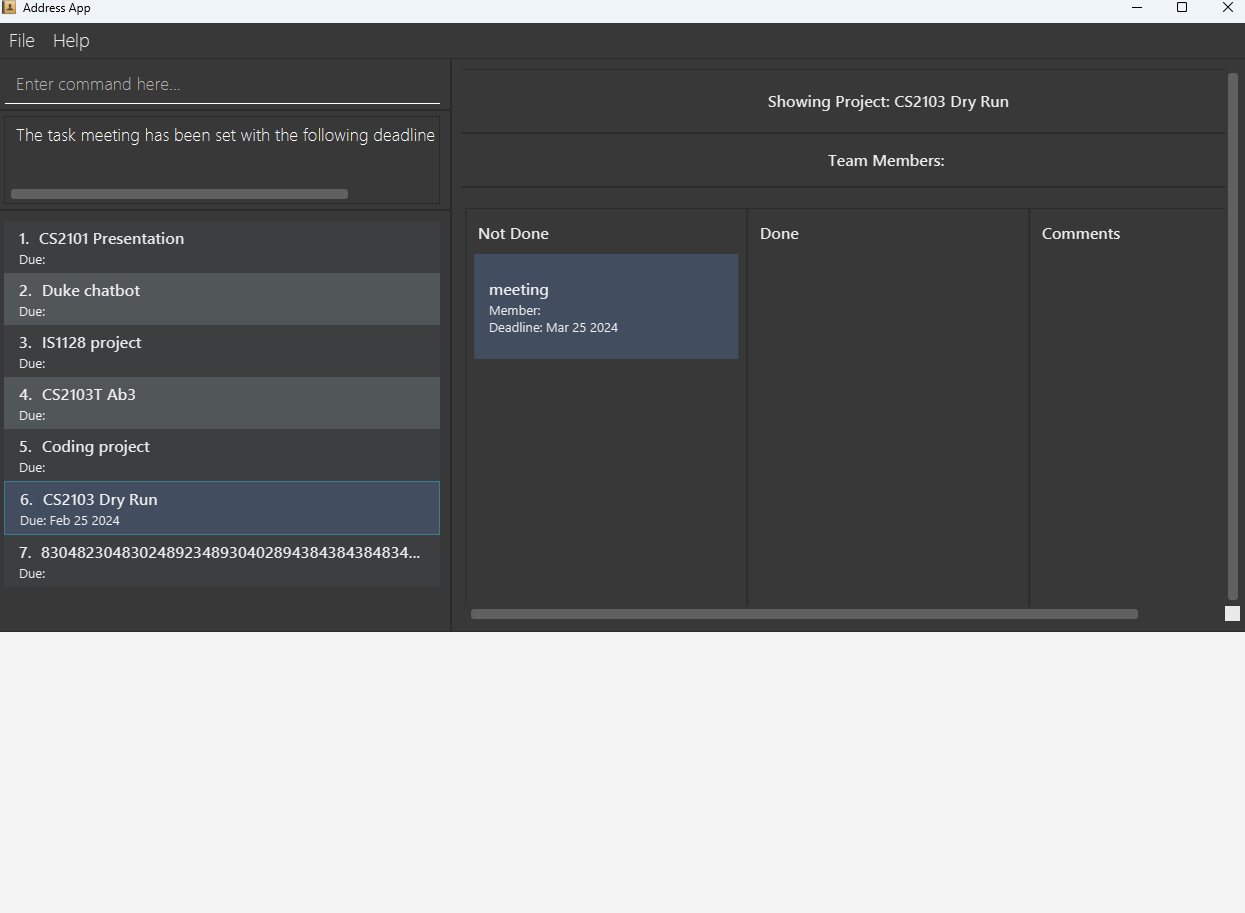 Address App
File Help
Enter command here...
The task meeting has been set with the following deadline
1. CS2101 Presentation
Due:
2. Duke chatbot
Due:
3. IS1128 project
Due:
4. CS2103T Ab3
Due:
5. Coding project
Due:
6. CS2103 Dry Run
Due: Feb 25 2024
7. 830482304830248923489304028943843843848​34...
Due:
Showing Project: CS2103 Dry Run
Team Members:
Not Done
meeting
Member:
Deadline: Mar 25 2024
Done
Comments